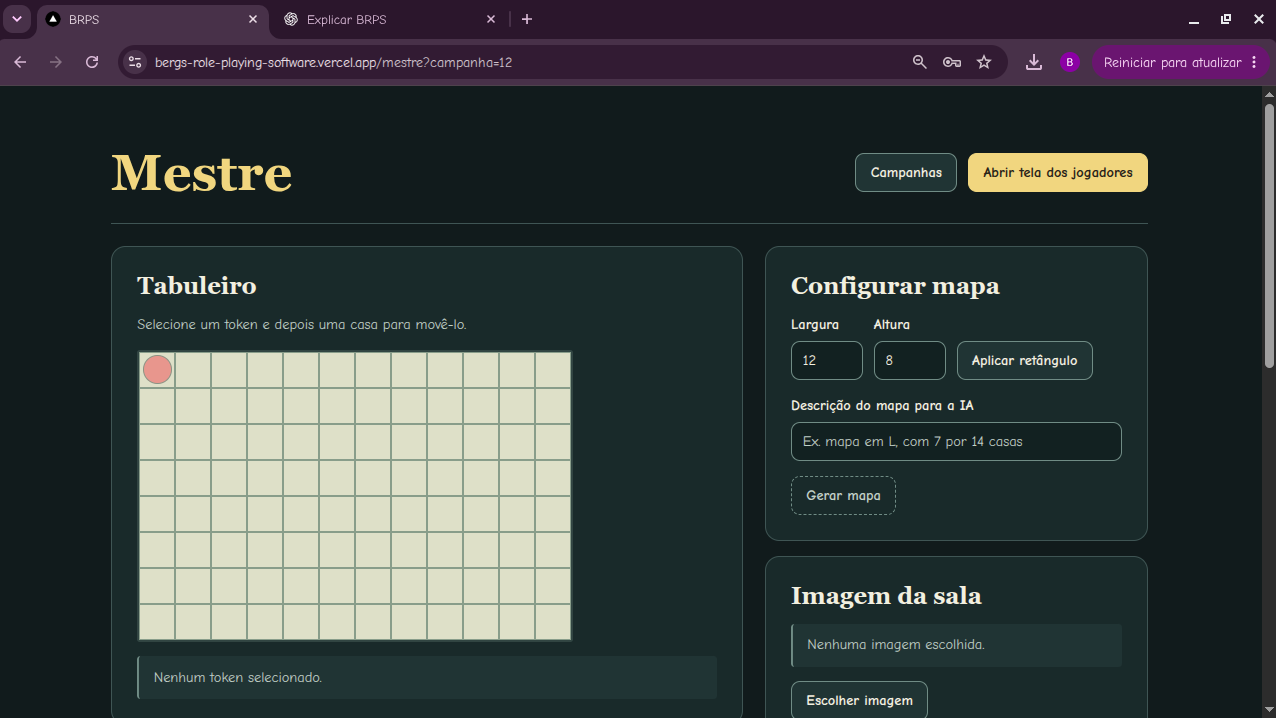 BRPS
Explicar BRPS
bergs-role-playing-software.vercel.app/mestre?campanha=12
B
Reiniciar para atualizar
Mestre
Campanhas
Abrir tela dos jogadores
Tabuleiro
Selecione um token e depois uma casa para movê-lo.
Nenhum token selecionado.
Configurar mapa
Largura
Altura
12
8
Aplicar retângulo
Descrição do mapa para a IA
Ex. mapa em L, com 7 por 14 casas
Gerar mapa
Imagem da sala
Nenhuma imagem escolhida.
Escolher imagem